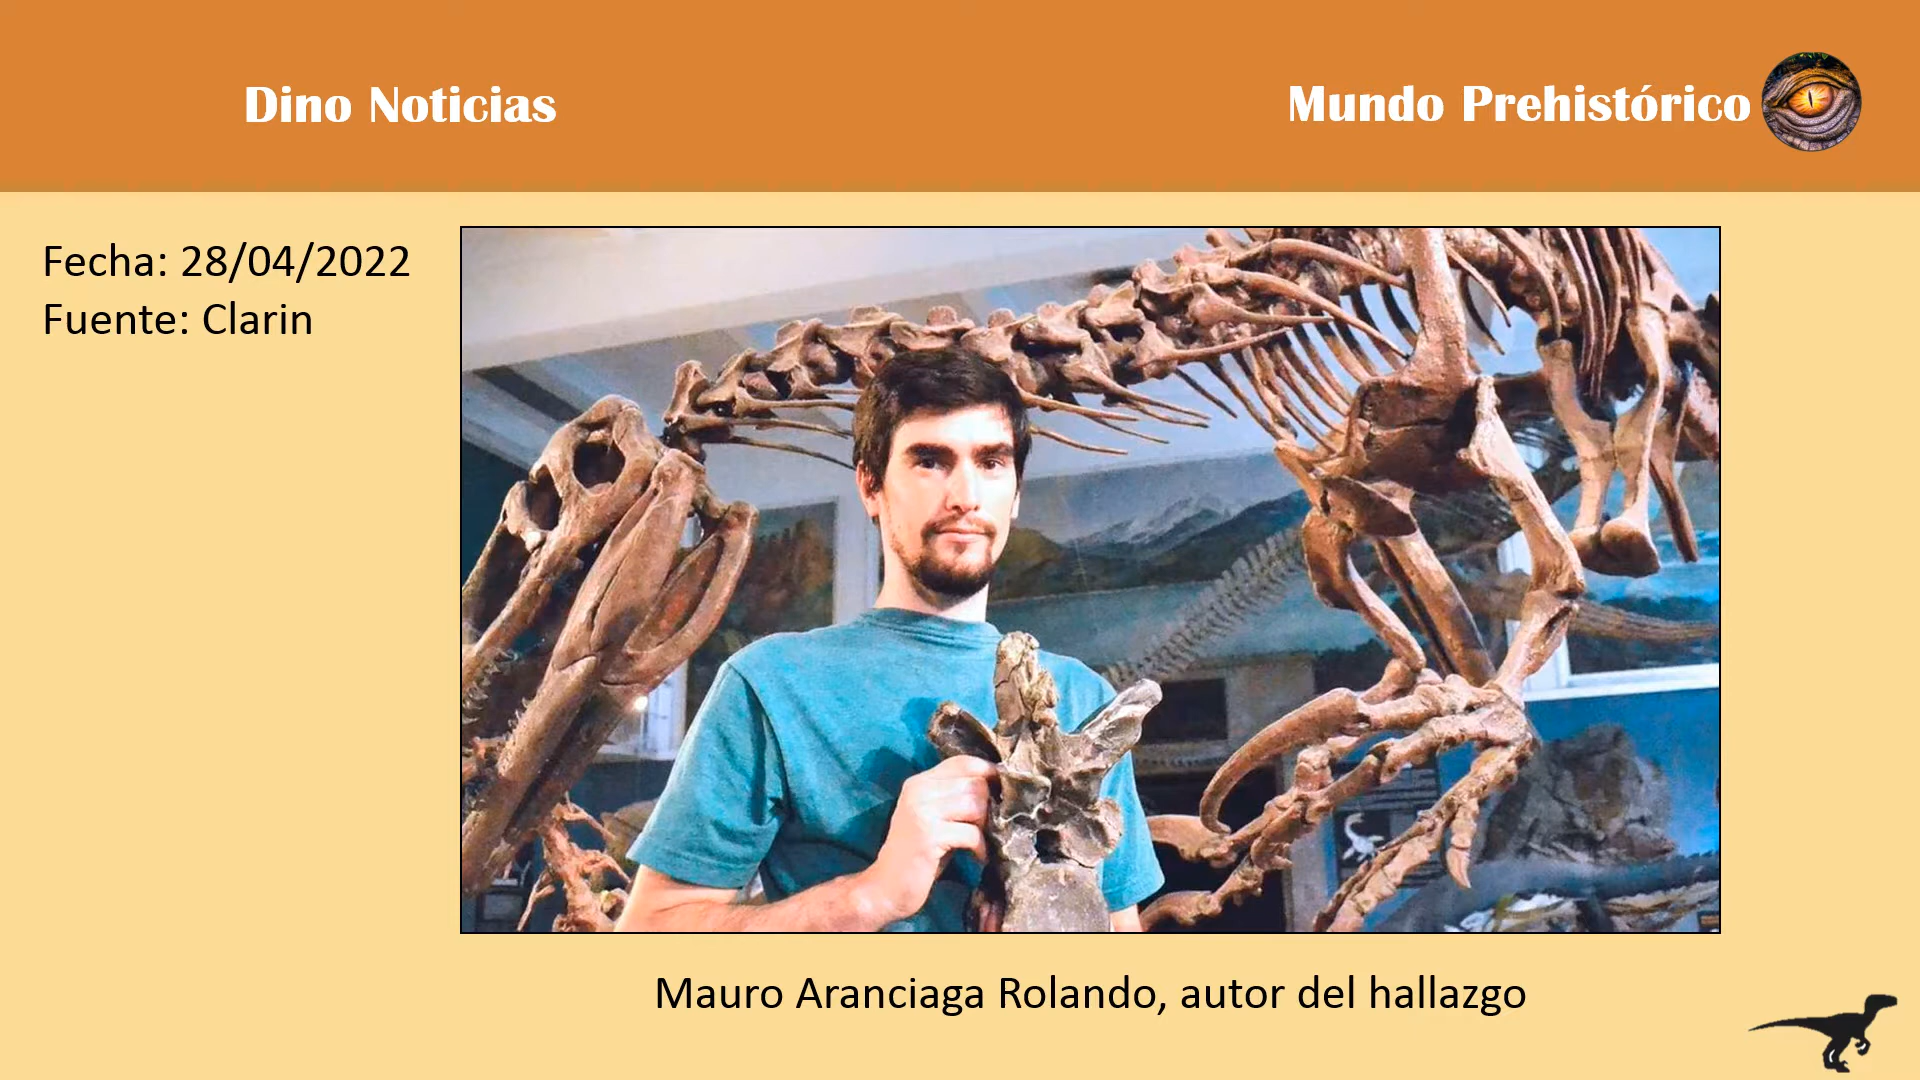 Dino Noticias
Mundo Prehistórico
Fecha: 28/04/2022
Fuente: Clarin
Mauro Aranciaga Rolando, autor del hallazgo